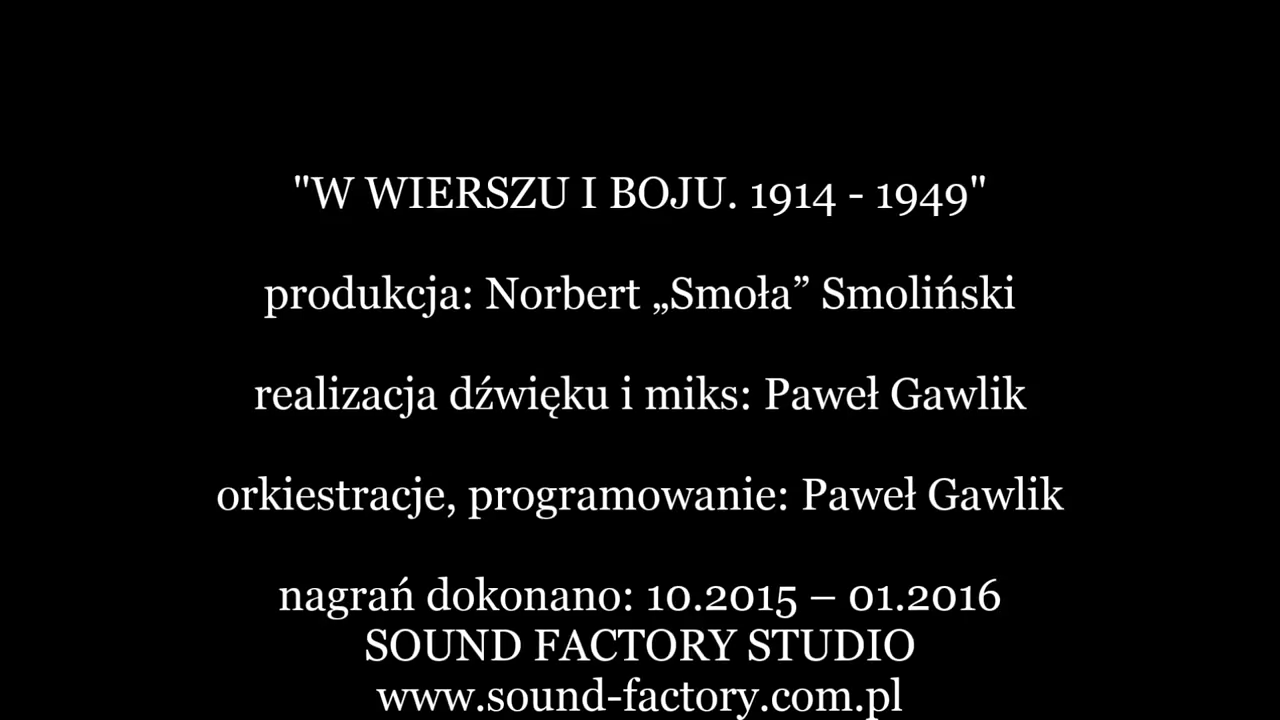 "W WIERSZU I BOJU. 1914 - 1949"
produkcja: Norbert „Smoła” Smoliński
realizacja dźwięku i miks: Paweł Gawlik
orkiestracje, programowanie: Paweł Gawlik
nagrań dokonano: 10.2015 – 01.2016
SOUND FACTORY STUDIO
www.sound-factory.com.pl